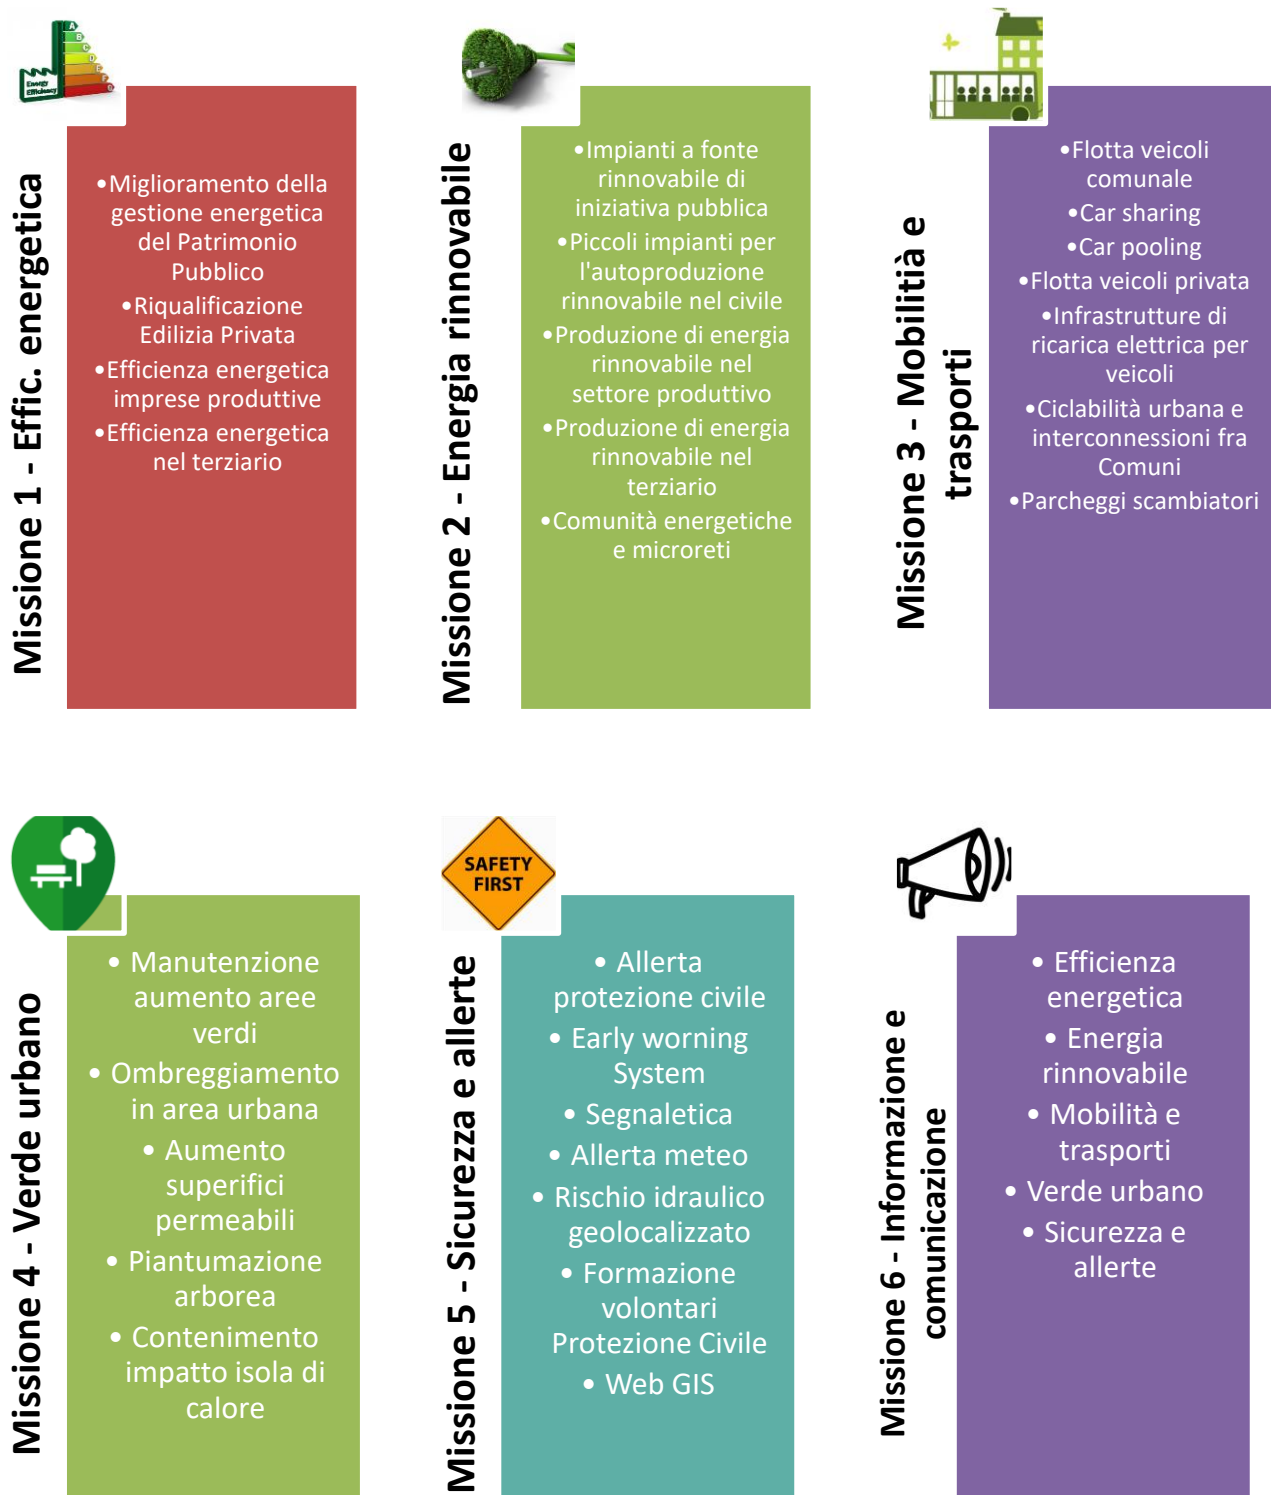 A
B
C
D
E
F
G
Energy
Efficiency
Missione 1 - Effic. energetica
•Miglioramento della
gestione energetica
del Patrimonio
Pubblico
•Riqualificazione
Edilizia Privata
•Efficienza energetica
imprese produttive
•Efficienza energetica
nel terziario
Missione 2 - Energia rinnovabile
•Impianti a fonte
rinnovabile di
iniziativa pubblica
•Piccoli impianti per
l'autoproduzione
rinnovabile nel civile
•Produzione di energia
rinnovabile nel
settore produttivo
•Produzione di energia
rinnovabile nel
terziario
•Comunità energetiche
e microreti
Missione 3 - Mobilitià e
trasporti
•Flotta veicoli
comunale
•Car sharing
•Car pooling
•Flotta veicoli privata
•Infrastrutture di
ricarica elettrica per
veicoli
•Ciclabilità urbana e
interconnessioni fra
Comuni
•Parcheggi scambiatori
Missione 4 - Verde urbano
• Manutenzione
aumento aree
verdi
• Ombreggiamento
in area urbana
• Aumento
superifici
permeabili
• Piantumazione
arborea
• Contenimento
impatto isola di
calore
SAFETY
FIRST
Missione 5 - Sicurezza e allerte
• Allerta
protezione civile
• Early worning
System
• Segnaletica
• Allerta meteo
• Rischio idraulico
geolocalizzato
• Formazione
volontari
Protezione Civile
• Web GIS
Missione 6 - Informazione e
comunicazione
• Efficienza
energetica
• Energia
rinnovabile
• Mobilità e
trasporti
• Verde urbano
• Sicurezza e
allerte